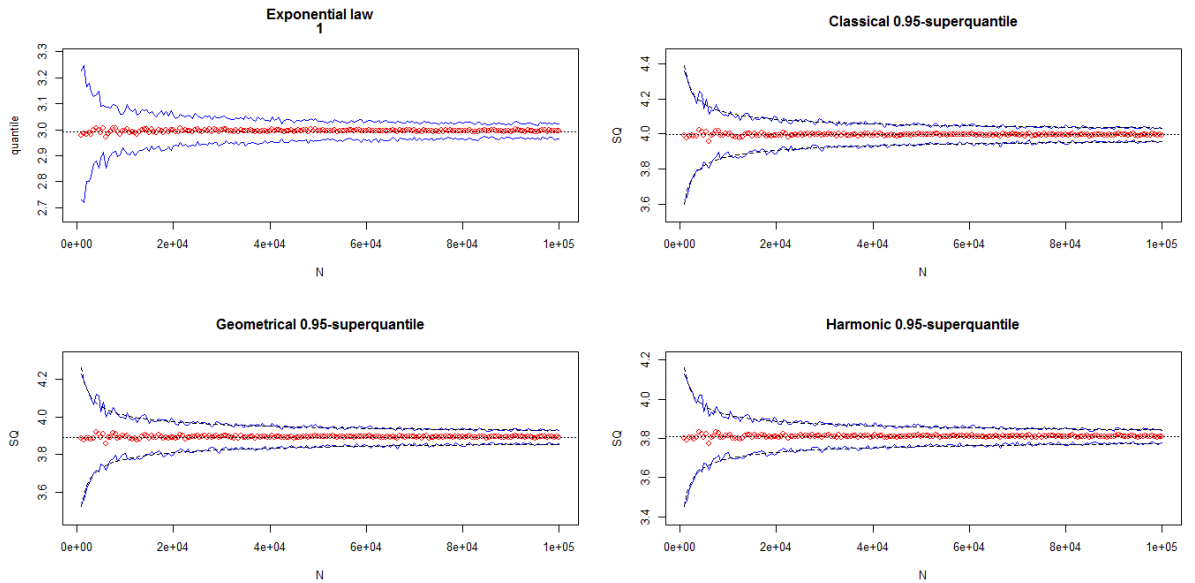 Exponential law
1
quantile
3.3
3.2
3.1
3.0
2.9
2.8
2.7
0e+00 2e+04 4e+04 6e+04 8e+04 1e+05
N
Classical 0.95-superquantile
SQ
4.4
4.2
4.0
3.8
3.6
0e+00 2e+04 4e+04 6e+04 8e+04 1e+05
N
Geometrical 0.95-superquantile
SQ
4.2
4.0
3.8
3.6
0e+00 2e+04 4e+04 6e+04 8e+04 1e+05
N
Harmonic 0.95-superquantile
SQ
4.2
4.0
3.8
3.6
3.4
0e+00 2e+04 4e+04 6e+04 8e+04 1e+05
N